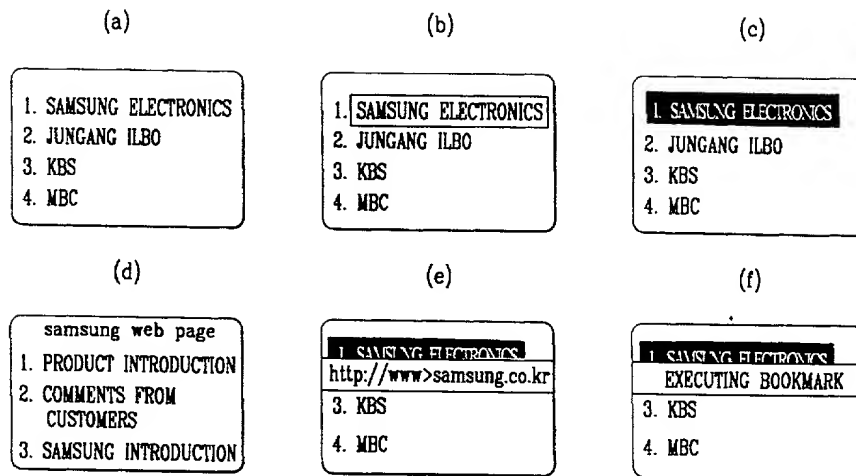 (a)
1. SAMSUNG ELECTRONICS
2. JUNGANG ILBO
3. KBS
4. MBC
(b)
1. SAMSUNG ELECTRONICS
2. JUNGANG ILBO
3. KBS
4. MBC
(c)
1. SAMSUNG ELECTRONICS
2. JUNGANG ILBO
3. KBS
4. MBC
(d)
samsung web page
1. PRODUCT INTRODUCTION
2. COMMENTS FROM
CUSTOMERS
3. SAMSUNG INTRODUCTION
(e)
1. SAMSUNG ELECTRONICS
http://www>samsung.co.kr
3. KBS
4. MBC
(f)
1. SAMSUNG ELECTRONICS
EXECUTING BOOKMARK
3. KBS
4. MBC